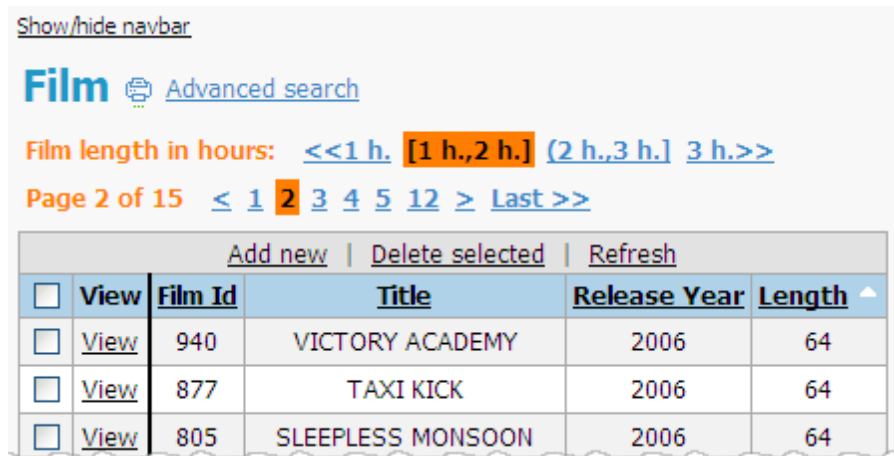 Show/hide navbar
Film Advanced search
Film length in hours: <<1 h. [1 h.,2 h.] (2 h.,3 h.] 3 h.>>
Page 2 of 15 < 1 2 3 4 5 12 > Last >>
Add new | Delete selected | Refresh
View Film Id Title Release Year Length
View 940 VICTORY ACADEMY 2006 64
View 877 TAXI KICK 2006 64
View 805 SLEEPLESS MONSOON 2006 64